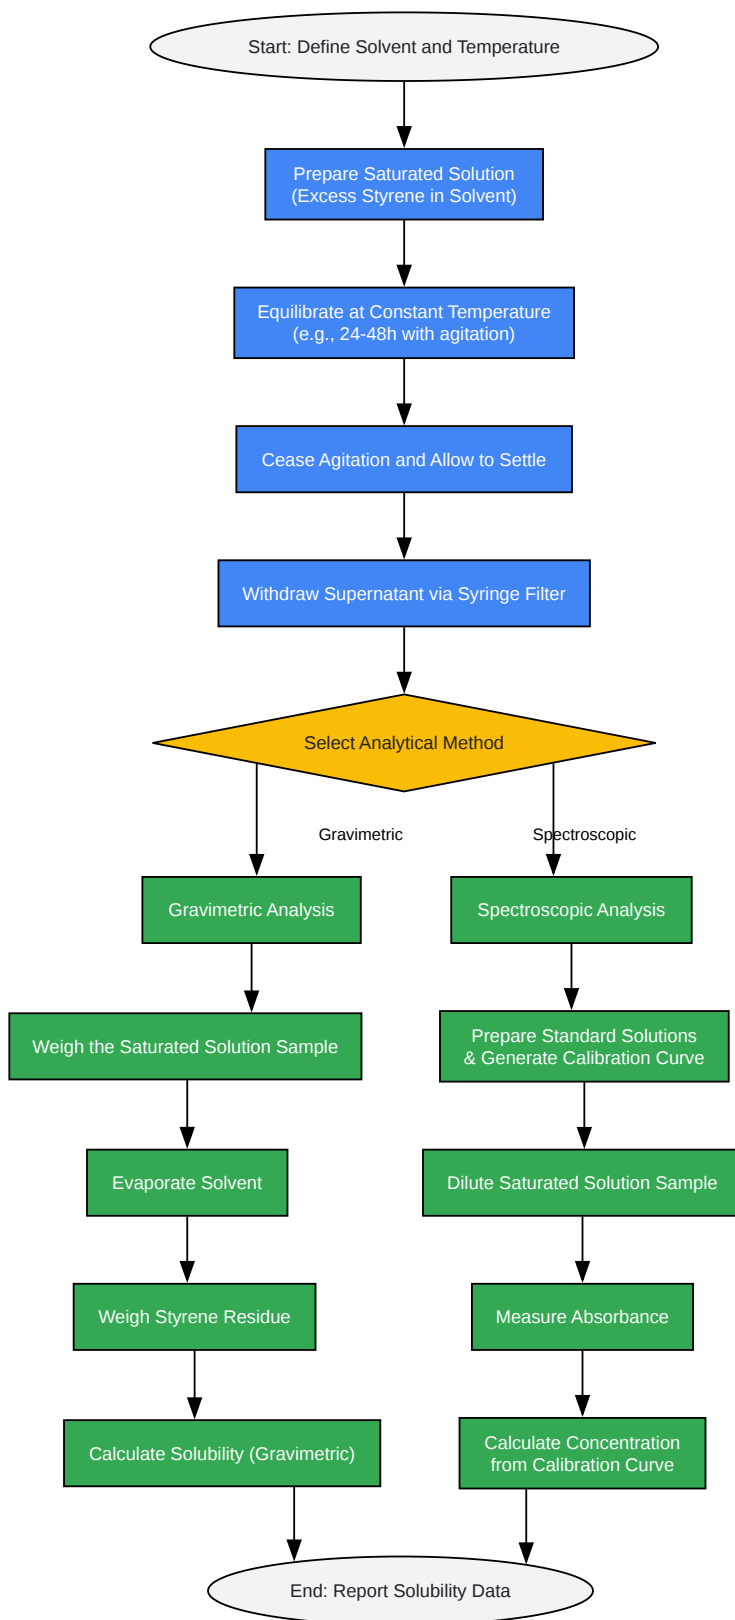 Start: Define Solvent and Temperature
Prepare Saturated Solution
(Excess Styrene in Solvent)
Equilibrate at Constant Temperature
(e.g., 24-48h with agitation)
Cease Agitation and Allow to Settle
Withdraw Supernatant via Syringe Filter
Select Analytical Method
Gravimetric
Spectroscopic
Gravimetric Analysis
Weigh the Saturated Solution Sample
Evaporate Solvent
Weigh Styrene Residue
Calculate Solubility (Gravimetric)
Spectroscopic Analysis
Prepare Standard Solutions
& Generate Calibration Curve
Dilute Saturated Solution Sample
Measure Absorbance
Calculate Concentration
from Calibration Curve
End: Report Solubility Data